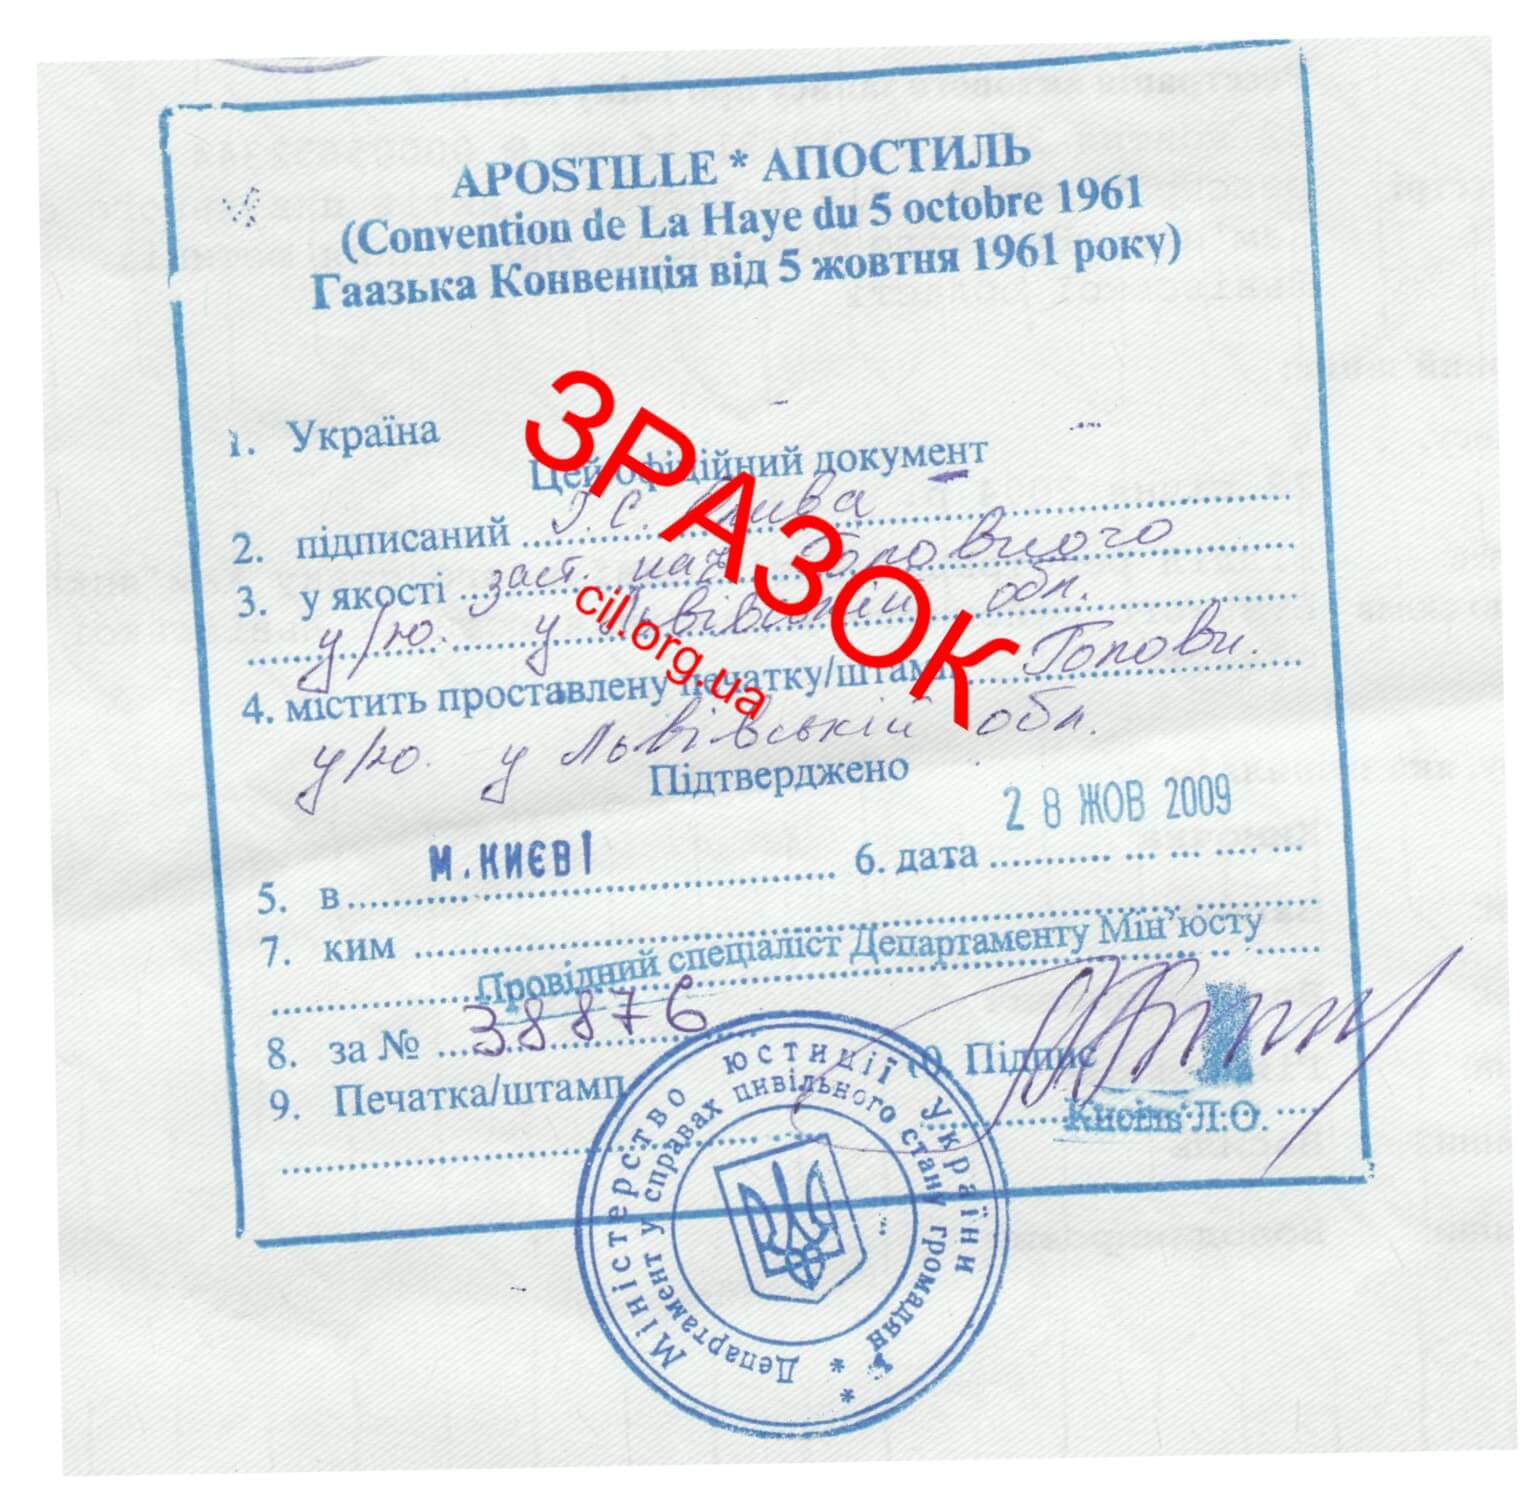 APOSTILLE * АПОСТИЛЬ
(Convention de La Haye du 5 octobre 1961
Гаазька Конвенція від 5 жовтня 1961 року)
1. Україна
Цей офіційний документ
2. підписаний Г.С.
3. у якості заст. нач. Головного
у/ю. у Львівській обл.
4. містить проставлену печатку/штамп Головн.
у/ю. у Львівській обл.
Підтверджено
5. в м.КИЄВІ 6. дата 28 ЖОВ 2009
7. ким
Провідний спеціаліст Департаменту Мін’юсту
8. за № 38876
9. Печатка/штамп 10. Підпис
Кисіль Л.О.
Міністерство юстиції України *
Департамент у справах цивільного стану громадян *
ЗРАЗОК
cil.org.ua